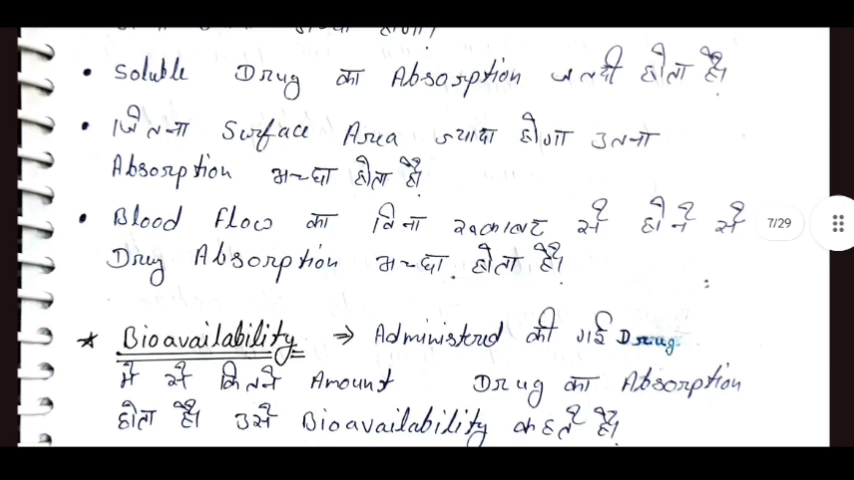 • Soluble Drug का Absorption जल्दी होता है।
• जितना Surface Area ज्यादा होगा उतना
Absorption अच्छा होता है
• Blood flow का बिना रुकावट से होने से
Drug Absorption अच्छा होता है।
7/29
* Bioavailability ⇒ Administered की गई Drug
में से कितने Amount Drug का Absorption
होता है। उसे Bioavailability कहते है।